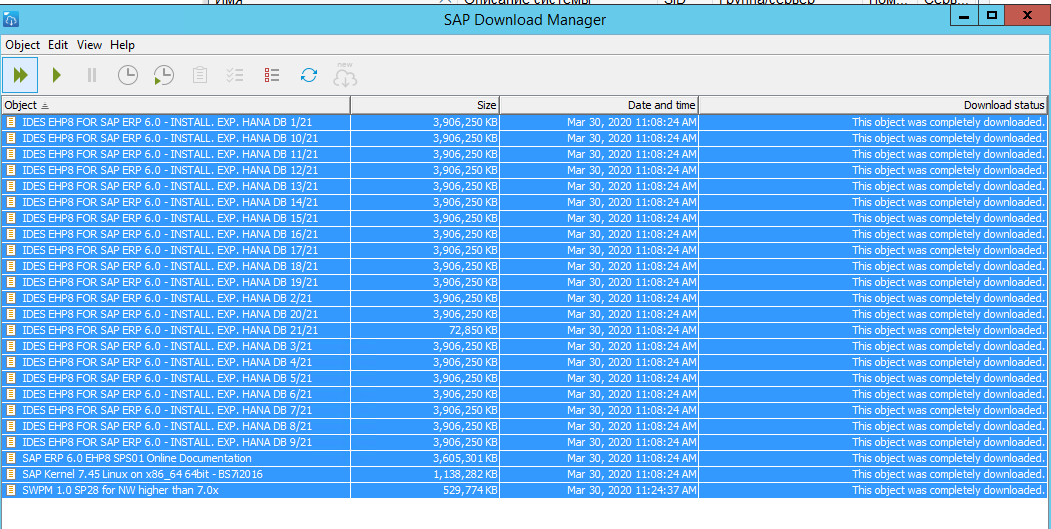 Имя Описание системы SID Группа/сервер Ном... Серв...
SAP Download Manager
Object Edit View Help
new
Object Size Date and time Download status
IDES EHP8 FOR SAP ERP 6.0 - INSTALL. EXP. HANA DB 1/21 3,906,250 KB Mar 30, 2020 11:08:24 AM This object was completely downloaded.
IDES EHP8 FOR SAP ERP 6.0 - INSTALL. EXP. HANA DB 10/21 3,906,250 KB Mar 30, 2020 11:08:24 AM This object was completely downloaded.
IDES EHP8 FOR SAP ERP 6.0 - INSTALL. EXP. HANA DB 11/21 3,906,250 KB Mar 30, 2020 11:08:24 AM This object was completely downloaded.
IDES EHP8 FOR SAP ERP 6.0 - INSTALL. EXP. HANA DB 12/21 3,906,250 KB Mar 30, 2020 11:08:24 AM This object was completely downloaded.
IDES EHP8 FOR SAP ERP 6.0 - INSTALL. EXP. HANA DB 13/21 3,906,250 KB Mar 30, 2020 11:08:24 AM This object was completely downloaded.
IDES EHP8 FOR SAP ERP 6.0 - INSTALL. EXP. HANA DB 14/21 3,906,250 KB Mar 30, 2020 11:08:24 AM This object was completely downloaded.
IDES EHP8 FOR SAP ERP 6.0 - INSTALL. EXP. HANA DB 15/21 3,906,250 KB Mar 30, 2020 11:08:24 AM This object was completely downloaded.
IDES EHP8 FOR SAP ERP 6.0 - INSTALL. EXP. HANA DB 16/21 3,906,250 KB Mar 30, 2020 11:08:24 AM This object was completely downloaded.
IDES EHP8 FOR SAP ERP 6.0 - INSTALL. EXP. HANA DB 17/21 3,906,250 KB Mar 30, 2020 11:08:24 AM This object was completely downloaded.
IDES EHP8 FOR SAP ERP 6.0 - INSTALL. EXP. HANA DB 18/21 3,906,250 KB Mar 30, 2020 11:08:24 AM This object was completely downloaded.
IDES EHP8 FOR SAP ERP 6.0 - INSTALL. EXP. HANA DB 19/21 3,906,250 KB Mar 30, 2020 11:08:24 AM This object was completely downloaded.
IDES EHP8 FOR SAP ERP 6.0 - INSTALL. EXP. HANA DB 2/21 3,906,250 KB Mar 30, 2020 11:08:24 AM This object was completely downloaded.
IDES EHP8 FOR SAP ERP 6.0 - INSTALL. EXP. HANA DB 20/21 3,906,250 KB Mar 30, 2020 11:08:24 AM This object was completely downloaded.
IDES EHP8 FOR SAP ERP 6.0 - INSTALL. EXP. HANA DB 21/21 72,850 KB Mar 30, 2020 11:08:24 AM This object was completely downloaded.
IDES EHP8 FOR SAP ERP 6.0 - INSTALL. EXP. HANA DB 3/21 3,906,250 KB Mar 30, 2020 11:08:24 AM This object was completely downloaded.
IDES EHP8 FOR SAP ERP 6.0 - INSTALL. EXP. HANA DB 4/21 3,906,250 KB Mar 30, 2020 11:08:24 AM This object was completely downloaded.
IDES EHP8 FOR SAP ERP 6.0 - INSTALL. EXP. HANA DB 5/21 3,906,250 KB Mar 30, 2020 11:08:24 AM This object was completely downloaded.
IDES EHP8 FOR SAP ERP 6.0 - INSTALL. EXP. HANA DB 6/21 3,906,250 KB Mar 30, 2020 11:08:24 AM This object was completely downloaded.
IDES EHP8 FOR SAP ERP 6.0 - INSTALL. EXP. HANA DB 7/21 3,906,250 KB Mar 30, 2020 11:08:24 AM This object was completely downloaded.
IDES EHP8 FOR SAP ERP 6.0 - INSTALL. EXP. HANA DB 8/21 3,906,250 KB Mar 30, 2020 11:08:24 AM This object was completely downloaded.
IDES EHP8 FOR SAP ERP 6.0 - INSTALL. EXP. HANA DB 9/21 3,906,250 KB Mar 30, 2020 11:08:24 AM This object was completely downloaded.
SAP ERP 6.0 EHP8 SPS01 Online Documentation 3,605,301 KB Mar 30, 2020 11:08:24 AM This object was completely downloaded.
SAP Kernel 7.45 Linux on x86_64 64bit - BS7i2016 1,138,282 KB Mar 30, 2020 11:08:24 AM This object was completely downloaded.
SWPM 1.0 SP28 for NW higher than 7.0x 529,774 KB Mar 30, 2020 11:24:37 AM This object was completely downloaded.